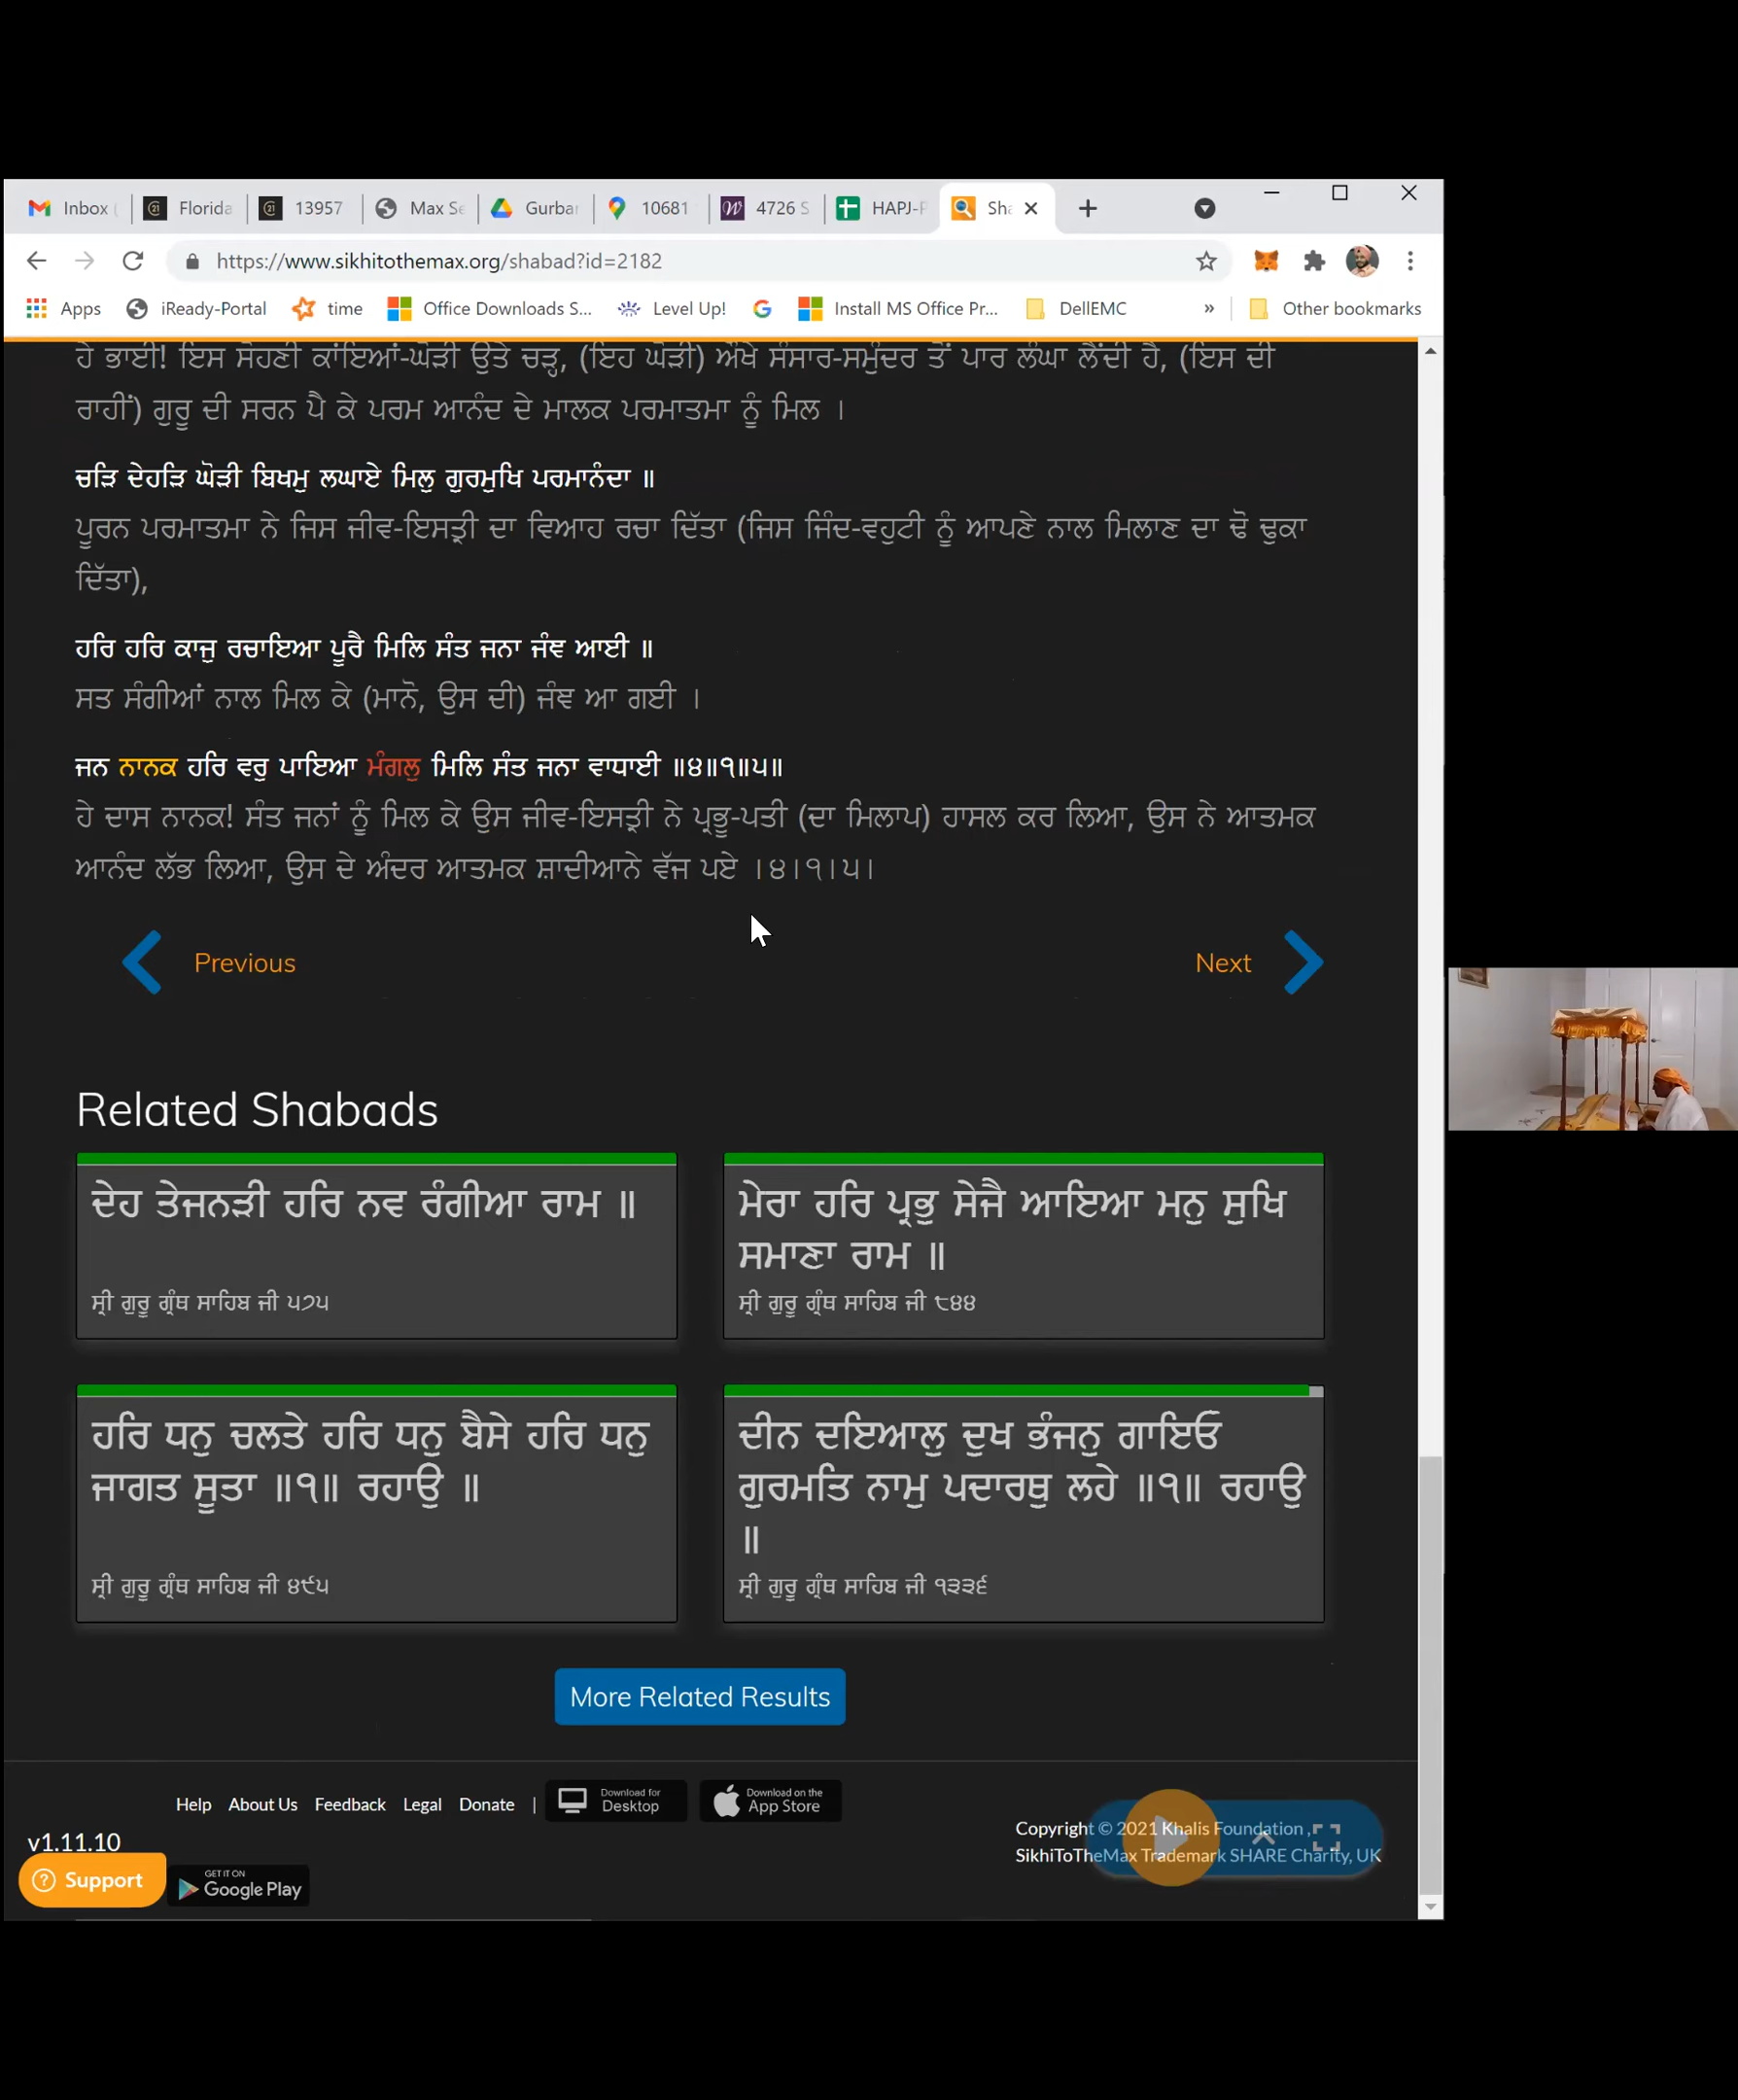 Inbox
Florida
13957
Max Se
Gurbar
10681
4726 S
HAPJ-P
Sha
https://www.sikhitothemax.org/shabad?id=2182
Apps iReady-Portal time Office Downloads S... Level Up! Install MS Office Pr... DellEMC » Other bookmarks
ਹੇ ਭਾਈ! ਇਸ ਸੋਹਣੀ ਕਾਂਇਆਂ-ਘੋੜੀ ਉਤੇ ਚੜ੍ਹ, (ਇਹ ਘੋੜੀ) ਔਖੇ ਸੰਸਾਰ-ਸਮੁੰਦਰ ਤੋਂ ਪਾਰ ਲੰਘਾ ਲੈਂਦੀ ਹੈ, (ਇਸ ਦੀ
ਰਾਹੀਂ) ਗੁਰੂ ਦੀ ਸਰਨ ਪੈ ਕੇ ਪਰਮ ਆਨੰਦ ਦੇ ਮਾਲਕ ਪਰਮਾਤਮਾ ਨੂੰ ਮਿਲ ।
ਚੜਿ ਦੇਹੜਿ ਘੋੜੀ ਬਿਖਮੁ ਲਘਾਏ ਮਿਲੁ ਗੁਰਮੁਖਿ ਪਰਮਾਨੰਦਾ ॥
ਪੂਰਨ ਪਰਮਾਤਮਾ ਨੇ ਜਿਸ ਜੀਵ-ਇਸਤ੍ਰੀ ਦਾ ਵਿਆਹ ਰਚਾ ਦਿੱਤਾ (ਜਿਸ ਜਿੰਦ-ਵਹੁਟੀ ਨੂੰ ਆਪਣੇ ਨਾਲ ਮਿਲਾਣ ਦਾ ਢੋ ਢੁਕਾ
ਦਿੱਤਾ),
ਹਰਿ ਹਰਿ ਕਾਜੁ ਰਚਾਇਆ ਪੂਰੈ ਮਿਲਿ ਸੰਤ ਜਨਾ ਜੰਞ ਆਈ ॥
ਸਤ ਸੰਗੀਆਂ ਨਾਲ ਮਿਲ ਕੇ (ਮਾਨੋ, ਉਸ ਦੀ) ਜੰਞ ਆ ਗਈ ।
ਜਨ ਨਾਨਕ ਹਰਿ ਵਰੁ ਪਾਇਆ ਮੰਗਲੁ ਮਿਲਿ ਸੰਤ ਜਨਾ ਵਾਧਾਈ ॥੪॥੧॥੫॥
ਹੇ ਦਾਸ ਨਾਨਕ! ਸੰਤ ਜਨਾਂ ਨੂੰ ਮਿਲ ਕੇ ਉਸ ਜੀਵ-ਇਸਤ੍ਰੀ ਨੇ ਪ੍ਰਭੂ-ਪਤੀ (ਦਾ ਮਿਲਾਪ) ਹਾਸਲ ਕਰ ਲਿਆ, ਉਸ ਨੇ ਆਤਮਕ
ਆਨੰਦ ਲੱਭ ਲਿਆ, ਉਸ ਦੇ ਅੰਦਰ ਆਤਮਕ ਸ਼ਾਦੀਆਨੇ ਵੱਜ ਪਏ ।੪।੧।੫।
Previous
Next
Related Shabads
ਦੇਹ ਤੇਜਨੜੀ ਹਰਿ ਨਵ ਰੰਗੀਆ ਰਾਮ ॥
ਸ੍ਰੀ ਗੁਰੂ ਗ੍ਰੰਥ ਸਾਹਿਬ ਜੀ ੫੭੫
ਮੇਰਾ ਹਰਿ ਪ੍ਰਭੁ ਸੇਜੈ ਆਇਆ ਮਨੁ ਸੁਖਿ
ਸਮਾਣਾ ਰਾਮ ॥
ਸ੍ਰੀ ਗੁਰੂ ਗ੍ਰੰਥ ਸਾਹਿਬ ਜੀ ੮੪੪
ਹਰਿ ਧਨੁ ਚਲਤੇ ਹਰਿ ਧਨੁ ਬੈਸੇ ਹਰਿ ਧਨੁ
ਜਾਗਤ ਸੂਤਾ ॥੧॥ ਰਹਾਉ ॥
ਸ੍ਰੀ ਗੁਰੂ ਗ੍ਰੰਥ ਸਾਹਿਬ ਜੀ ੪੯੫
ਦੀਨ ਦਇਆਲੁ ਦੁਖ ਭੰਜਨੁ ਗਾਇਓ
ਗੁਰਮਤਿ ਨਾਮੁ ਪਦਾਰਥੁ ਲਹੇ ॥੧॥ ਰਹਾਉ
॥
ਸ੍ਰੀ ਗੁਰੂ ਗ੍ਰੰਥ ਸਾਹਿਬ ਜੀ ੧੩੩੬
More Related Results
Help About Us Feedback Legal Donate |
Download for
Desktop
Download on the
App Store
Copyright © 2021 Khalis Foundation ,
SikhiToTheMax Trademark SHARE Charity, UK
v1.11.10
Support
GET IT ON
Google Play